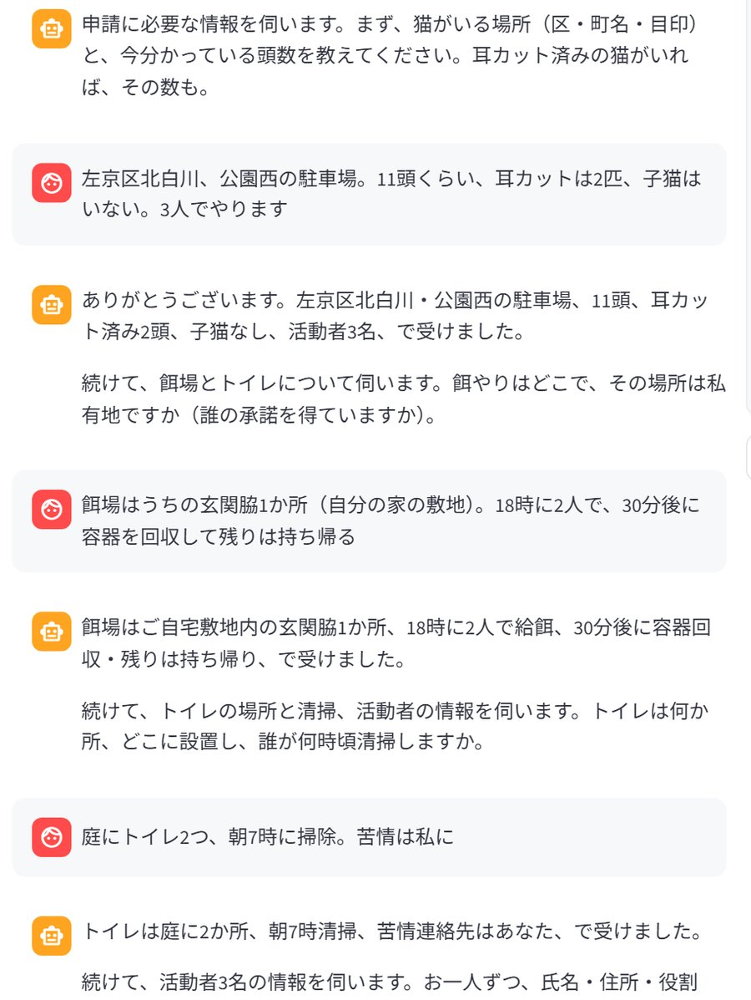 申請に必要な情報を伺います。まず、猫がいる場所（区・町名・目印）
と、今分かっている頭数を教えてください。耳カット済みの猫がいれ
ば、その数も。
左京区北白川、公園西の駐車場。11頭くらい、耳カットは2匹、子猫は
いない。3人でやります
ありがとうございます。左京区北白川・公園西の駐車場、11頭、耳カッ
ト済み2頭、子猫なし、活動者3名、で受けました。
続けて、餌場とトイレについて伺います。餌やりはどこで、その場所は私
有地ですか（誰の承諾を得ていますか）。
餌場はうちの玄関脇1か所（自分の家の敷地）。18時に2人で、30分後に
容器を回収して残りは持ち帰る
餌場はご自宅敷地内の玄関脇1か所、18時に2人で給餌、30分後に容器回
収・残りは持ち帰り、で受けました。
続けて、トイレの場所と清掃、活動者の情報を伺います。トイレは何か
所、どこに設置し、誰が何時頃清掃しますか。
庭にトイレ2つ、朝7時に掃除。苦情は私に
トイレは庭に2か所、朝7時清掃、苦情連絡先はあなた、で受けました。
続けて、活動者3名の情報を伺います。お一人ずつ、氏名・住所・役割